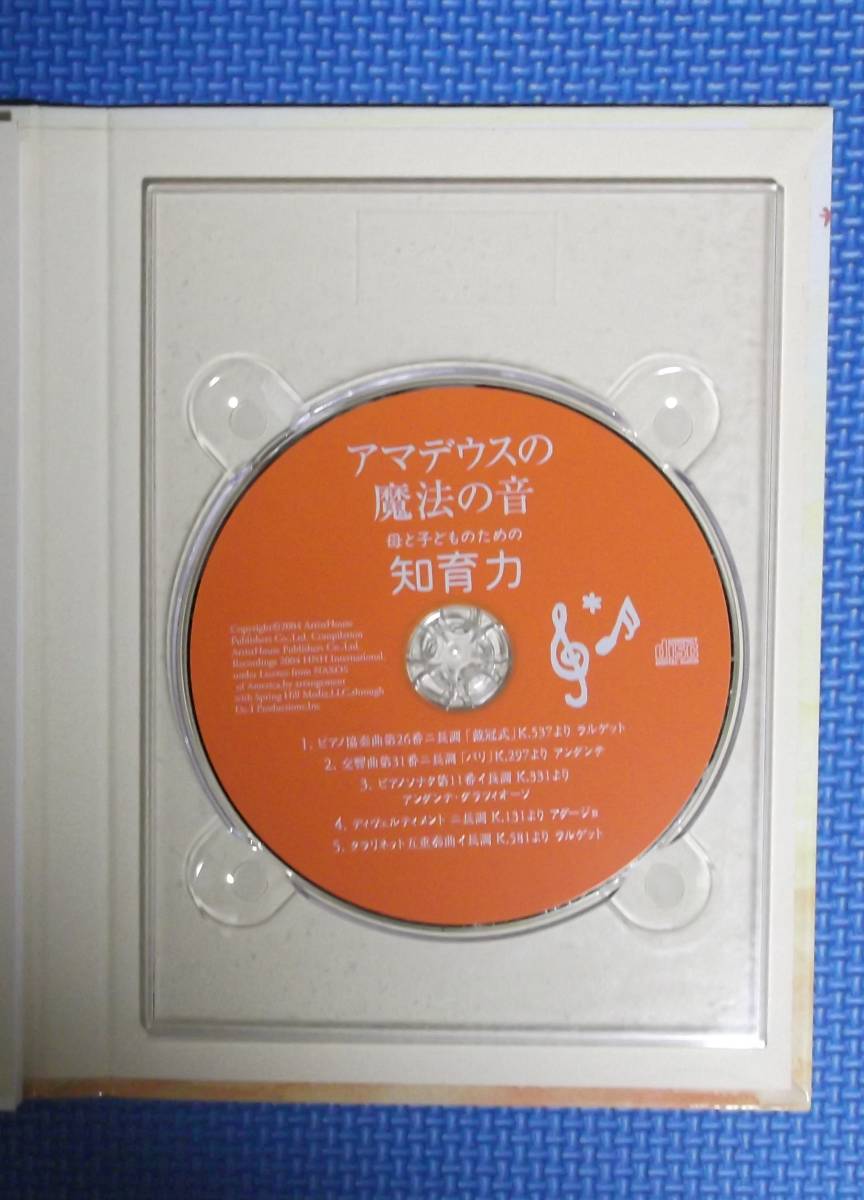 アマデウスの
魔法の音
母と子どものための
知育力
Copyright©2004 ArtistHouse
Publishers Co.,Ltd. Compilation
ArtistHouse Publishers Co.,Ltd.
Recordings 2004 HNH International.
under License from NAXOS
of America by arrangement
with Spring Hill Media LLC, through
Dc.I Productions,Inc
disc
1. ピアノ協奏曲第26番ニ長調「戴冠式」K.537より ラルゲット
2. 交響曲第31番ニ長調「パリ」K.297より アンダンテ
3. ピアノソナタ第11番イ長調 K.331より
アンダンテ・グラツィオーソ
4. ディヴェルティメント ニ長調 K.131より アダージョ
5. クラリネット五重奏曲イ長調 K.581より ラルゲット